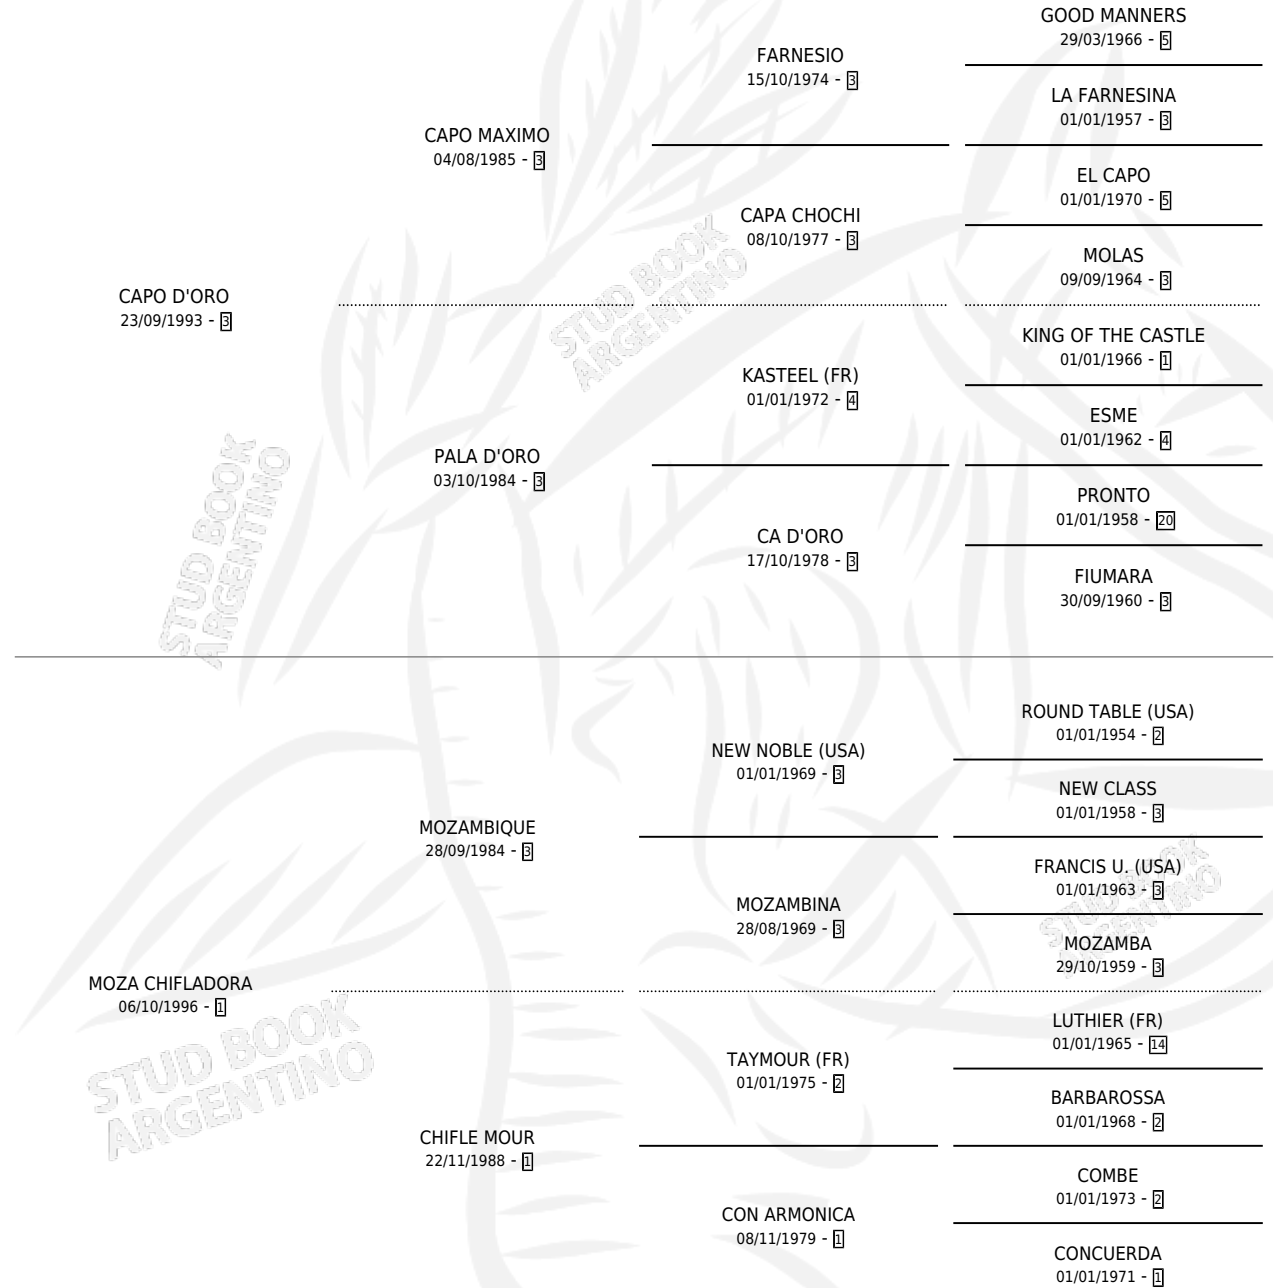 GOOD MANNERS
29/03/1966 - 5
FARNESIO
15/10/1974 - 3
LA FARNESINA
01/01/1957 - 3
CAPO MAXIMO
04/08/1985 - 3
EL CAPO
01/01/1970 - 5
CAPA CHOCHI
08/10/1977 - 3
MOLAS
09/09/1964 - 3
CAPO D'ORO
23/09/1993 - 3
STUD BOOK
ARGENTINO
KING OF THE CASTLE
01/01/1966 - 1
KASTEEL (FR)
01/01/1972 - 4
ESME
01/01/1962 - 4
PALA D'ORO
03/10/1984 - 3
PRONTO
01/01/1958 - 20
CA D'ORO
17/10/1978 - 3
FIUMARA
30/09/1960 - 3
STUD BOOK
ARGENTINO
ROUND TABLE (USA)
01/01/1954 - 2
NEW NOBLE (USA)
01/01/1969 - 3
NEW CLASS
01/01/1958 - 3
MOZAMBIQUE
28/09/1984 - 3
FRANCIS U. (USA)
01/01/1963 - 3
MOZAMBINA
28/08/1969 - 3
STUD BOOK
ARGENTINO
MOZAMBA
29/10/1959 - 3
MOZA CHIFLADORA
06/10/1996 - 1
LUTHIER (FR)
01/01/1965 - 14
TAYMOUR (FR)
01/01/1975 - 2
STUD BOOK
ARGENTINO
BARBAROSSA
01/01/1968 - 2
CHIFLE MOUR
22/11/1988 - 1
COMBE
01/01/1973 - 2
CON ARMONICA
08/11/1979 - 1
CONCUERDA
01/01/1971 - 1